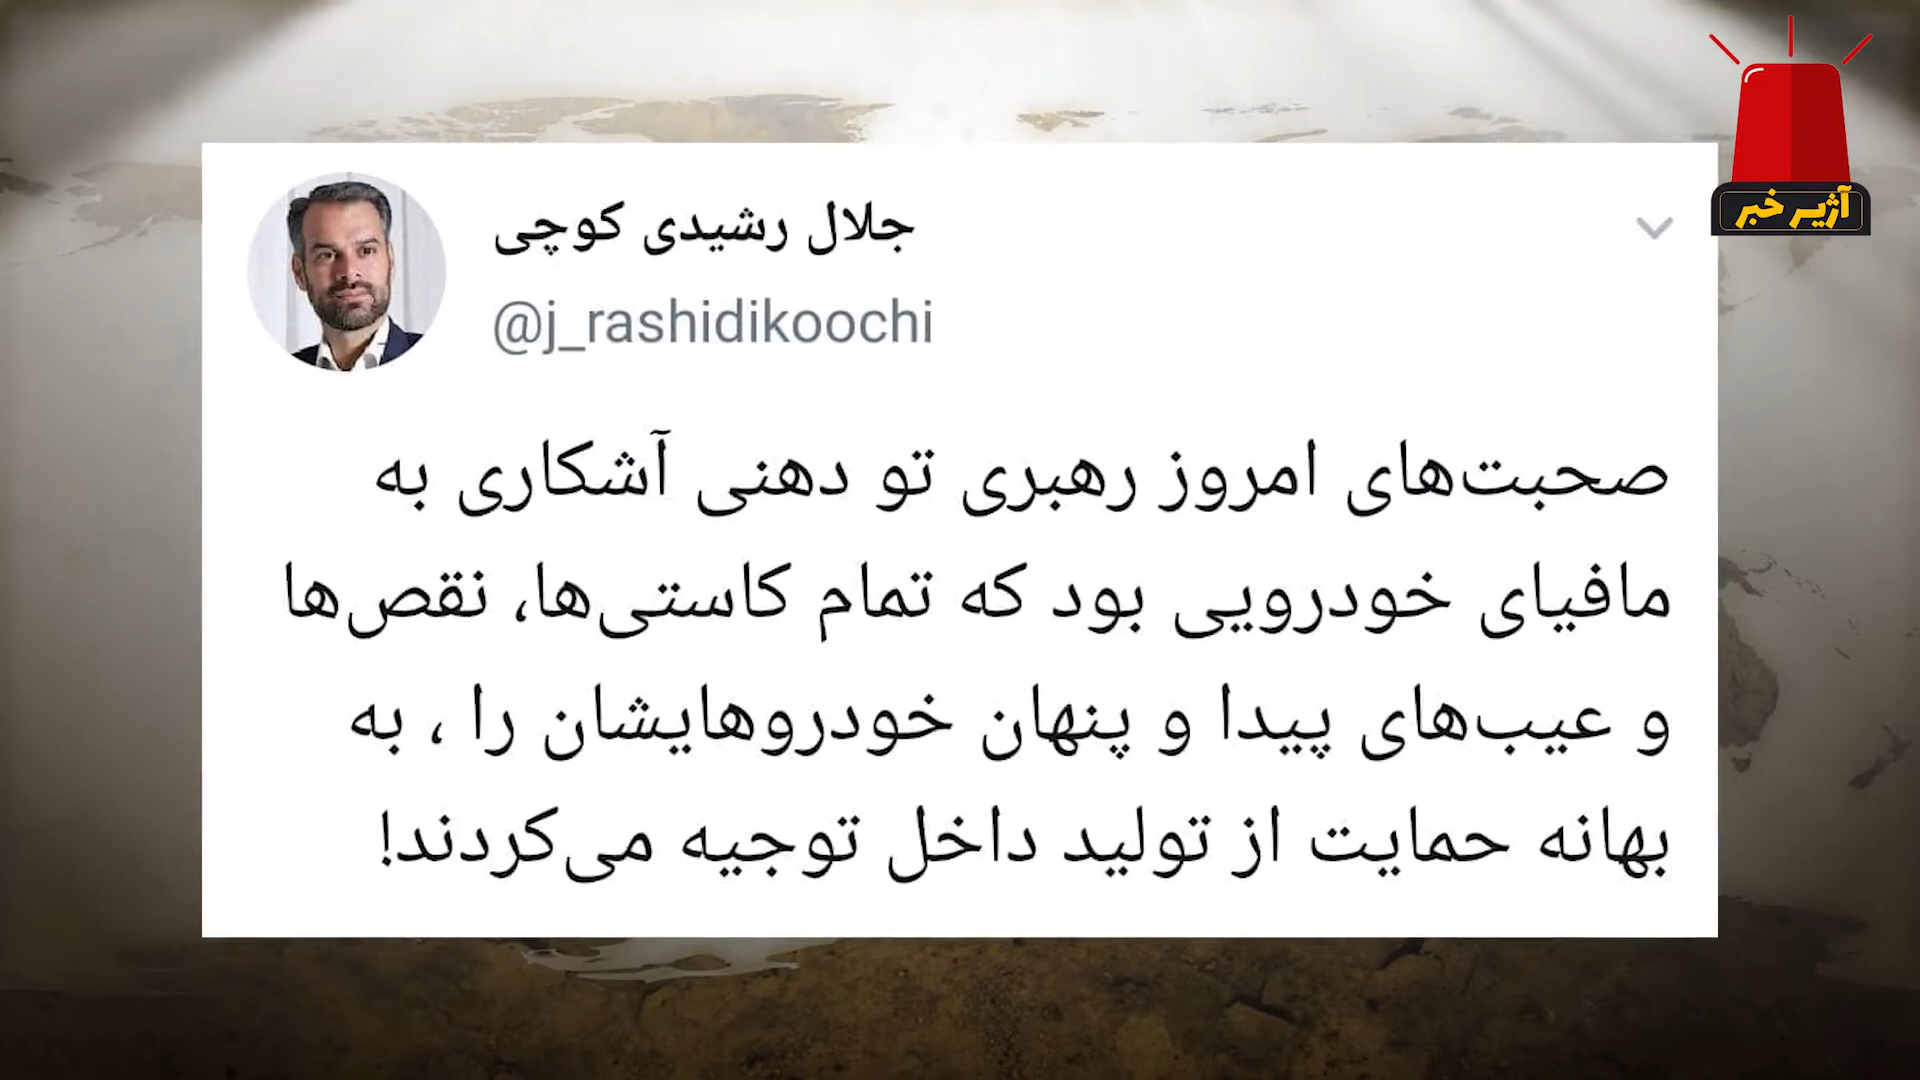 آژیر خبر
جلال رشیدی کوچی
@j_rashidikoochi
صحبت‌های امروز رهبری تو دهنی آشکاری به
مافیای خودرویی بود که تمام کاستی‌ها، نقص‌ها
و عیب‌های پیدا و پنهان خودروهایشان را ، به
بهانه حمایت از تولید داخل توجیه می‌کردند!